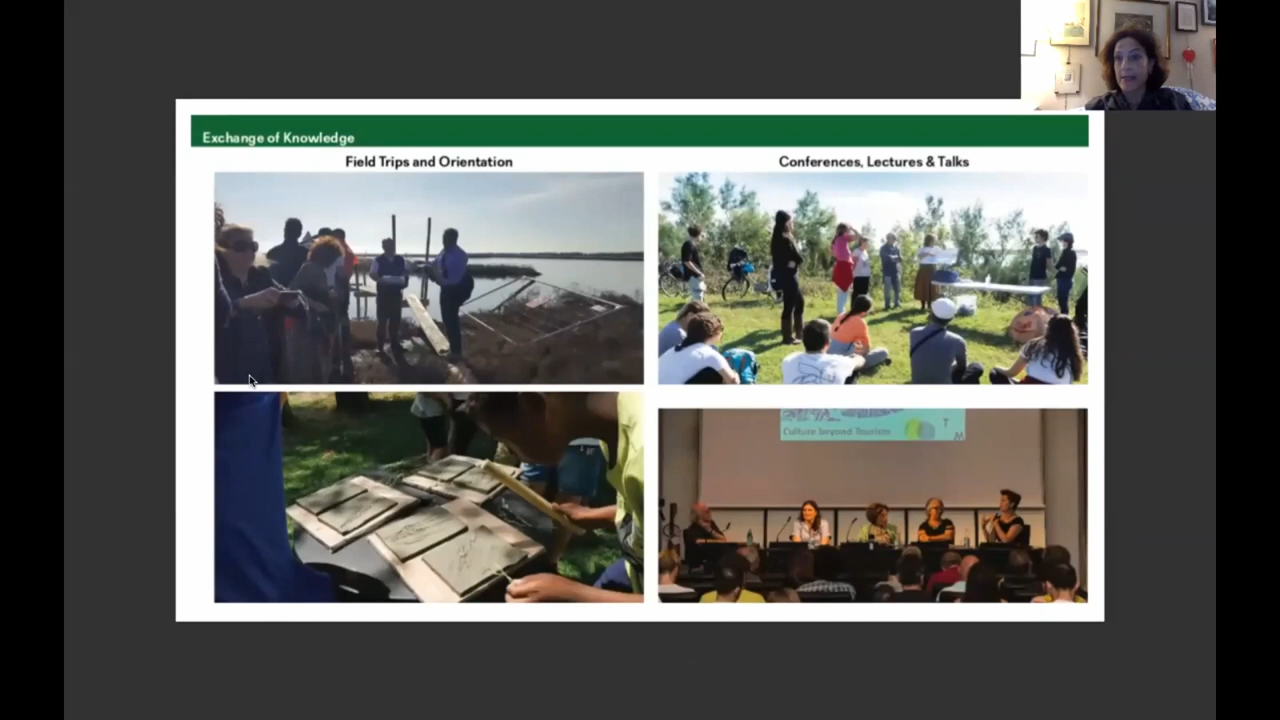 Exchange of Knowledge
Field Trips and Orientation
Conferences, Lectures & Talks
Culture beyond Tourism
T
M